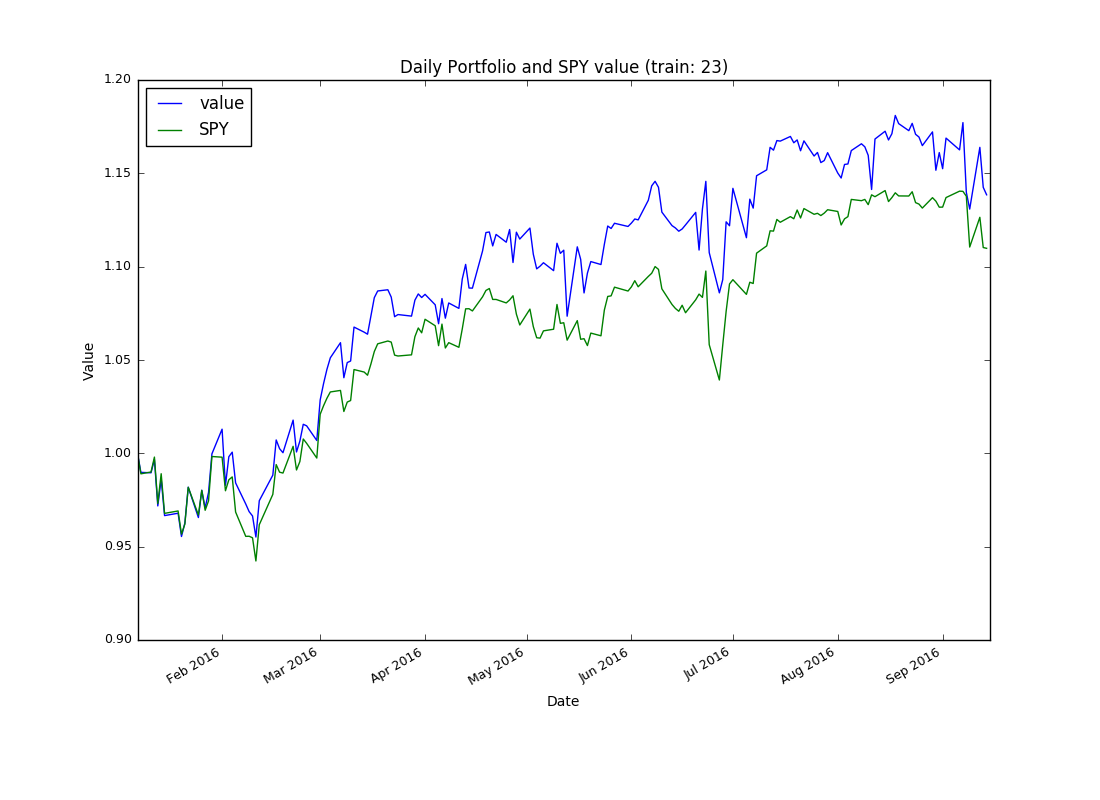 Daily Portfolio and SPY value (train: 23)
1.20
1.15
1.10
1.05
1.00
0.95
0.90
Value
value
SPY
Feb 2016
Mar 2016
Apr 2016
May 2016
Jun 2016
Jul 2016
Aug 2016
Sep 2016
Date